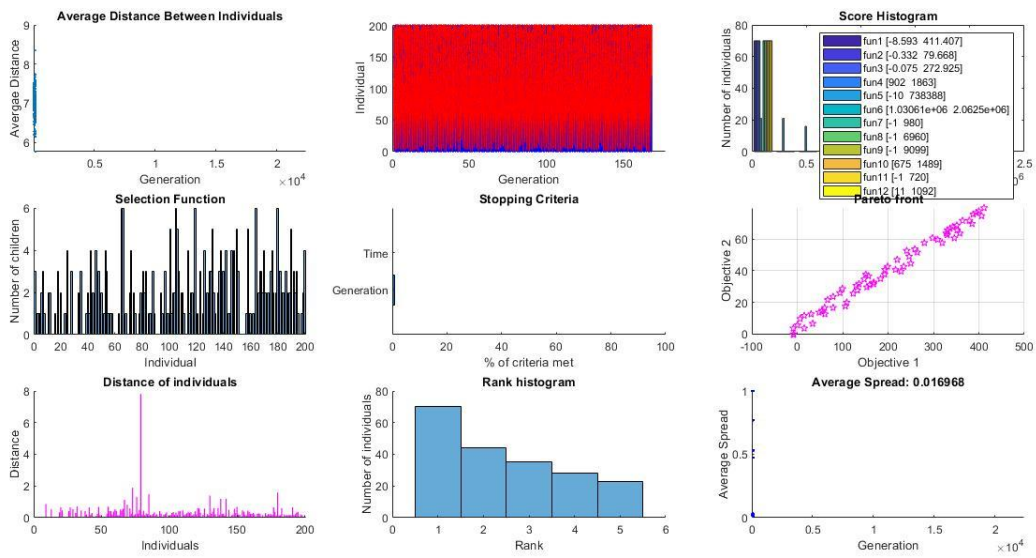 Average Distance Between Individuals
Avergae Distance
9
8
7
6
0.5
1
1.5
2
Generation
×10⁴
Individual
200
150
100
50
0
0
50
100
150
Generation
Score Histogram
Number of individuals
80
60
40
20
0
0
0.5
2.5
6
fun1 [-8.593 411.407]
fun2 [-0.332 79.668]
fun3 [-0.075 272.925]
fun4 [902 1863]
fun5 [-10 738388]
fun6 [1.03061e+06 2.0625e+06]
fun7 [-1 980]
fun8 [-1 6960]
fun9 [-1 9099]
fun10 [675 1489]
fun11 [-1 720]
fun12 [11 1092]
Selection Function
Number of children
6
4
2
0
0 20 40 60 80 100 120 140 160 180 200
Individual
Stopping Criteria
Time
Generation
0 20 40 60 80 100
% of criteria met
Pareto front
Objective 2
60
40
20
0
-100 0 100 200 300 400 500
Objective 1
Distance of individuals
Distance
8
6
4
2
0
0 50 100 150 200
Individuals
Rank histogram
Number of individuals
80
60
40
20
0
0 1 2 3 4 5 6
Rank
Average Spread: 0.016968
Average Spread
1
0.5
0
0 0.5 1 1.5 2
Generation
×10⁴